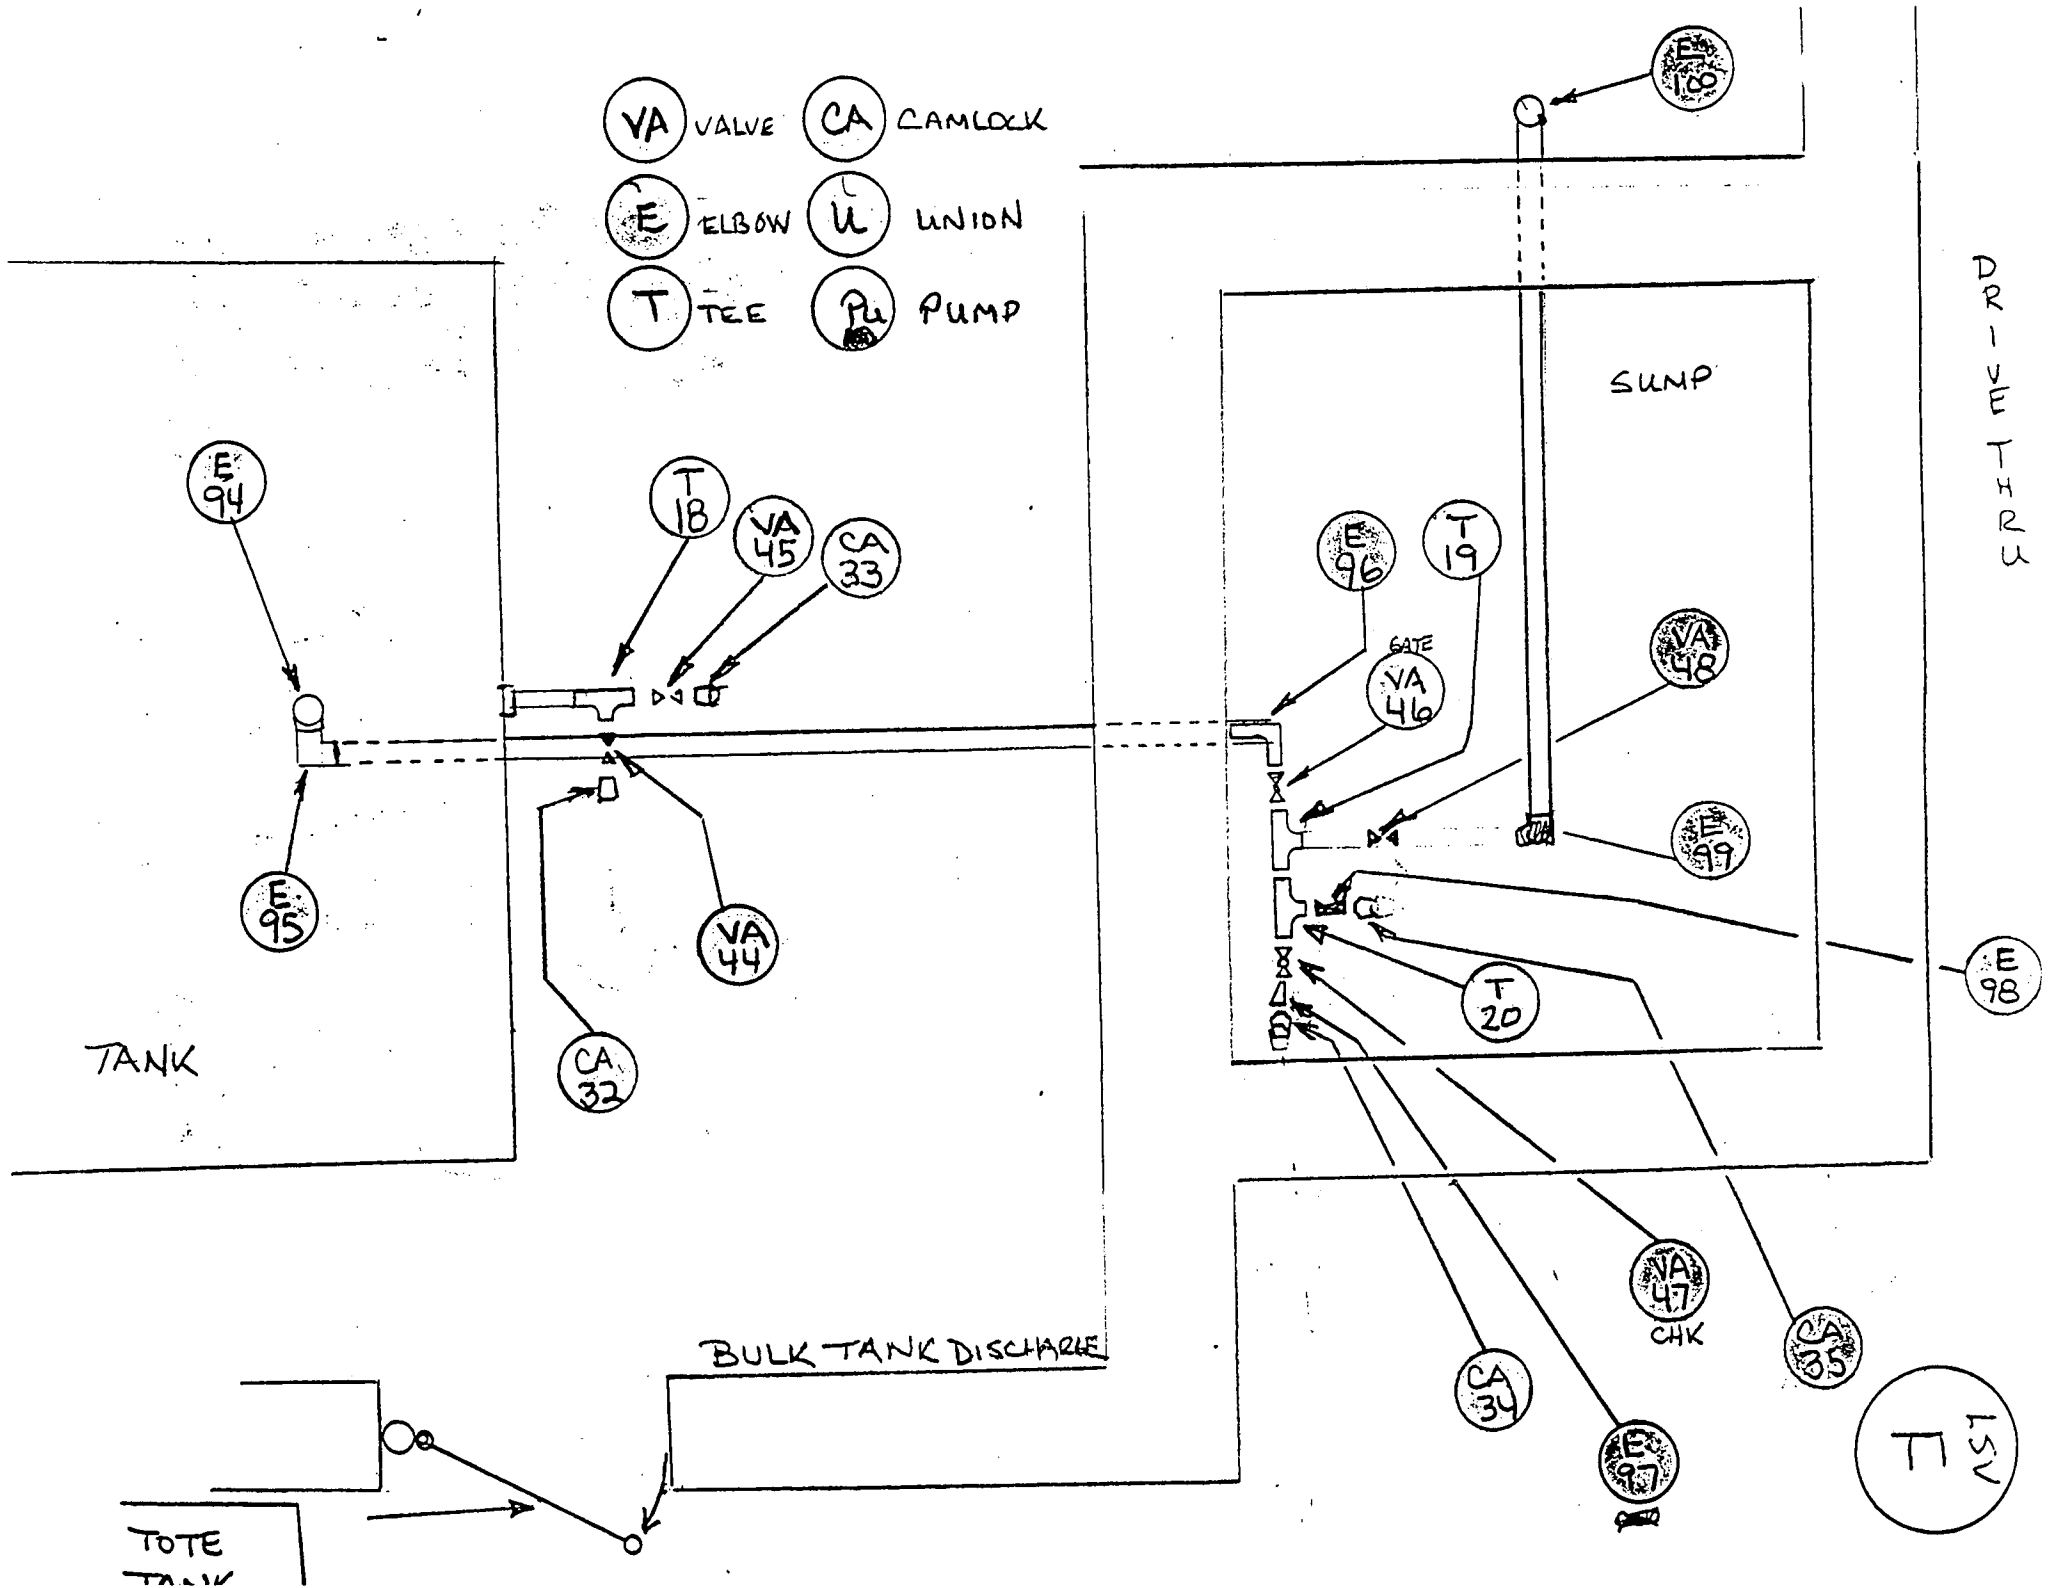 VA VALVE CA CAMLOCK
E ELBOW U UNION
T TEE Pu PUMP
E
100
SUMP
DRIVE THRU
E
94
T
18
VA
45
CA
33
E
96
T
19
GATE
VA
46
VA
48
E
99
E
95
VA
44
CA
32
TANK
T
20
E
98
VA
47
CHK
CA
35
CA
34
E
97
BULK TANK DISCHARGE
TOTE
TANK